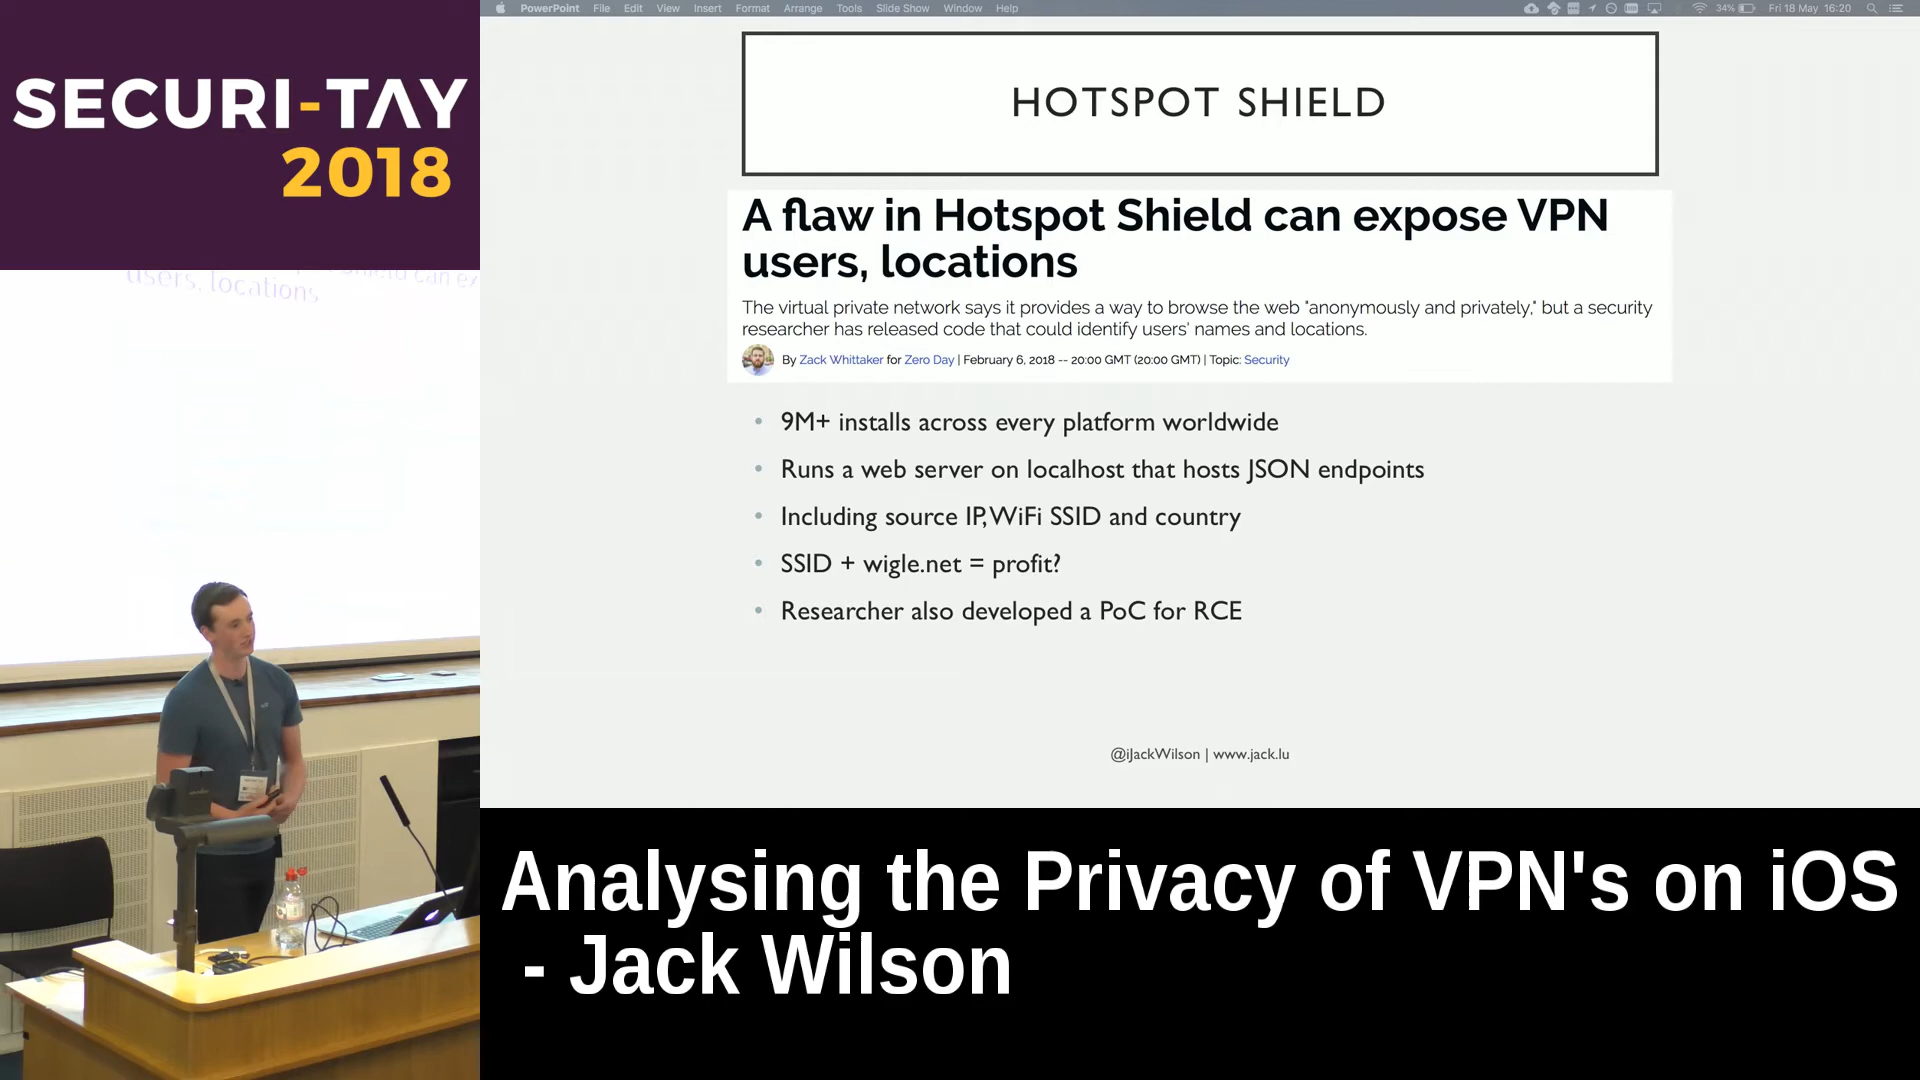 SECURI-TAY
2018
users, locations
PowerPoint File Edit View Insert Format Arrange Tools Slide Show Window Help 34% Fri 18 May 16:20
HOTSPOT SHIELD
A flaw in Hotspot Shield can expose VPN
users, locations
The virtual private network says it provides a way to browse the web "anonymously and privately," but a security
researcher has released code that could identify users' names and locations.
By Zack Whittaker for Zero Day | February 6, 2018 -- 20:00 GMT (20:00 GMT) | Topic: Security
• 9M+ installs across every platform worldwide
• Runs a web server on localhost that hosts JSON endpoints
• Including source IP, WiFi SSID and country
• SSID + wigle.net = profit?
• Researcher also developed a PoC for RCE
@iJackWilson | www.jack.lu
Analysing the Privacy of VPN's on iOS
- Jack Wilson